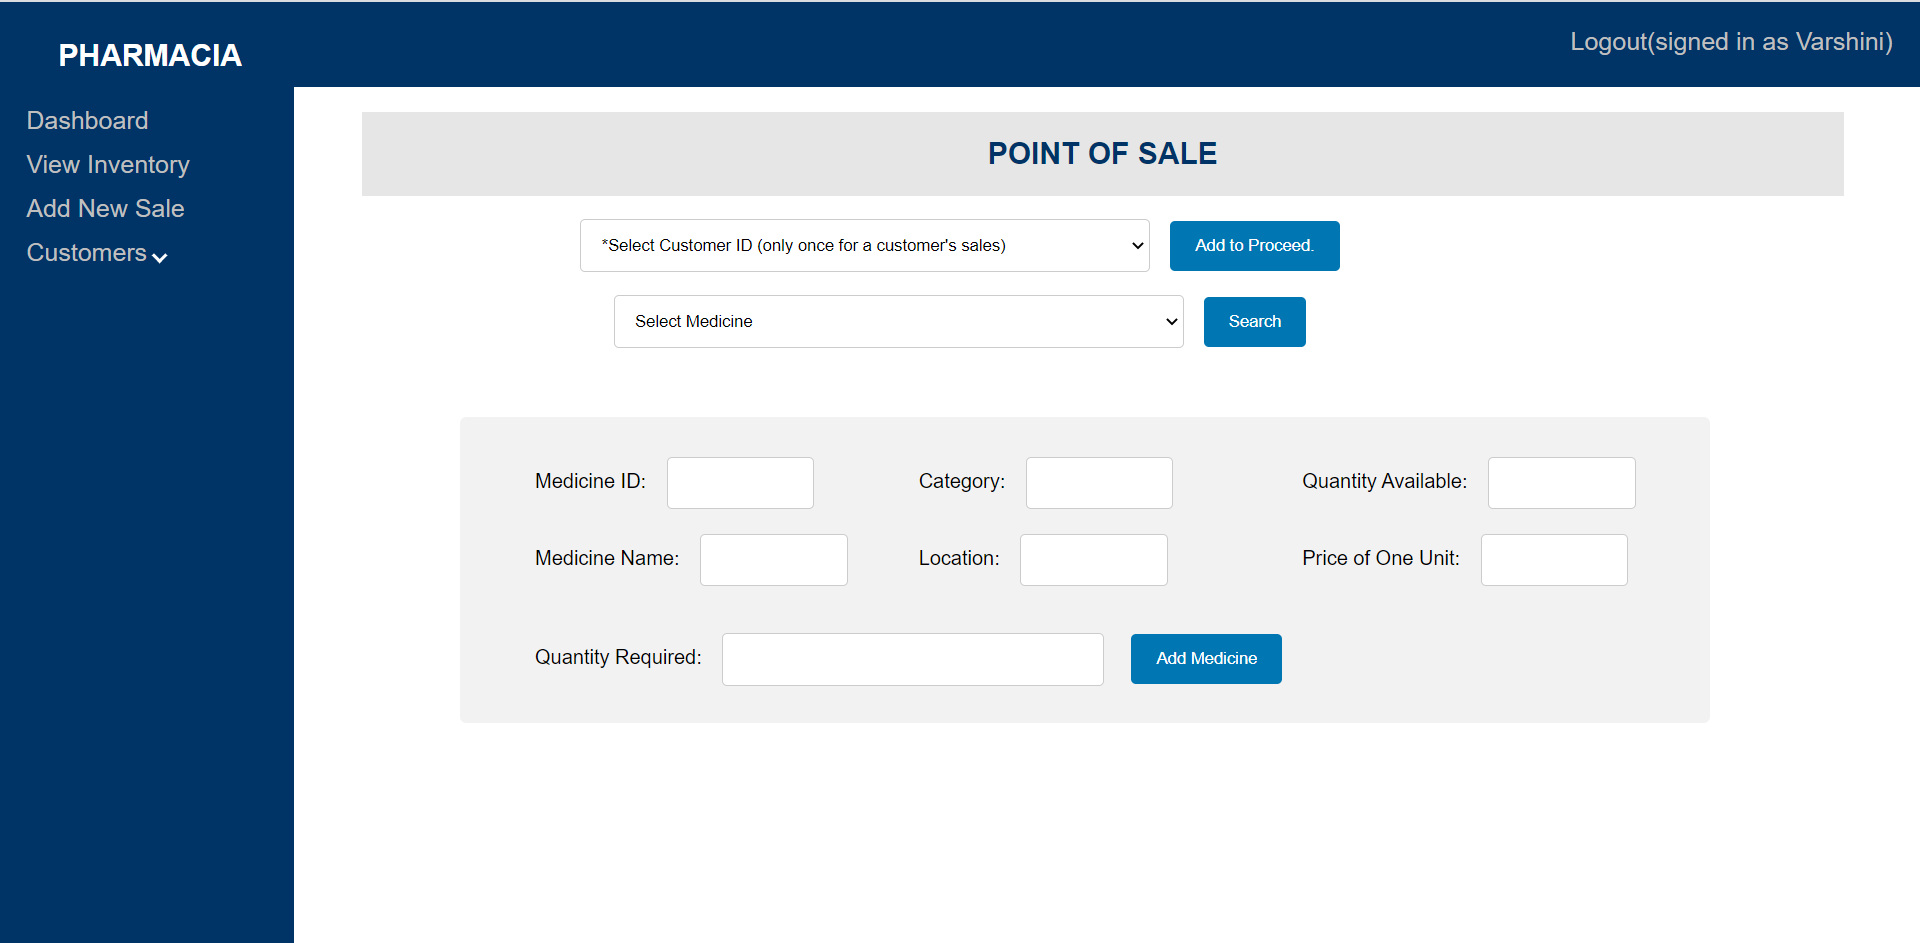 PHARMACIA
Logout(signed in as Varshini)
Dashboard
View Inventory
Add New Sale
Customers
POINT OF SALE
*Select Customer ID (only once for a customer's sales)
Add to Proceed.
Select Medicine
Search
Medicine ID:
Category:
Quantity Available:
Medicine Name:
Location:
Price of One Unit:
Quantity Required:
Add Medicine